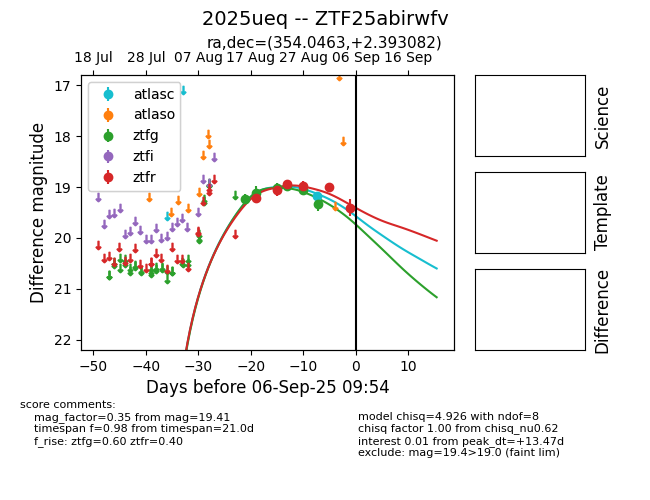 2025ueq -- ZTF25abirwfv
ra,dec=(354.0463,+2.393082)
18 Jul 28 Jul 07 Aug 17 Aug 27 Aug 06 Sep 16 Sep
17
18
19
20
21
22
Difference magnitude
atlasc
atlaso
ztfg
ztfi
ztfr
−50 −40 −30 −20 −10 0 10
Days before 06-Sep-25 09:54
Science
Template
Difference
score comments:
mag_factor=0.35 from mag=19.41
timespan f=0.98 from timespan=21.0d
f_rise: ztfg=0.60 ztfr=0.40
model chisq=4.926 with ndof=8
chisq factor 1.00 from chisq_nu0.62
interest 0.01 from peak_dt=+13.47d
exclude: mag=19.4>19.0 (faint lim)